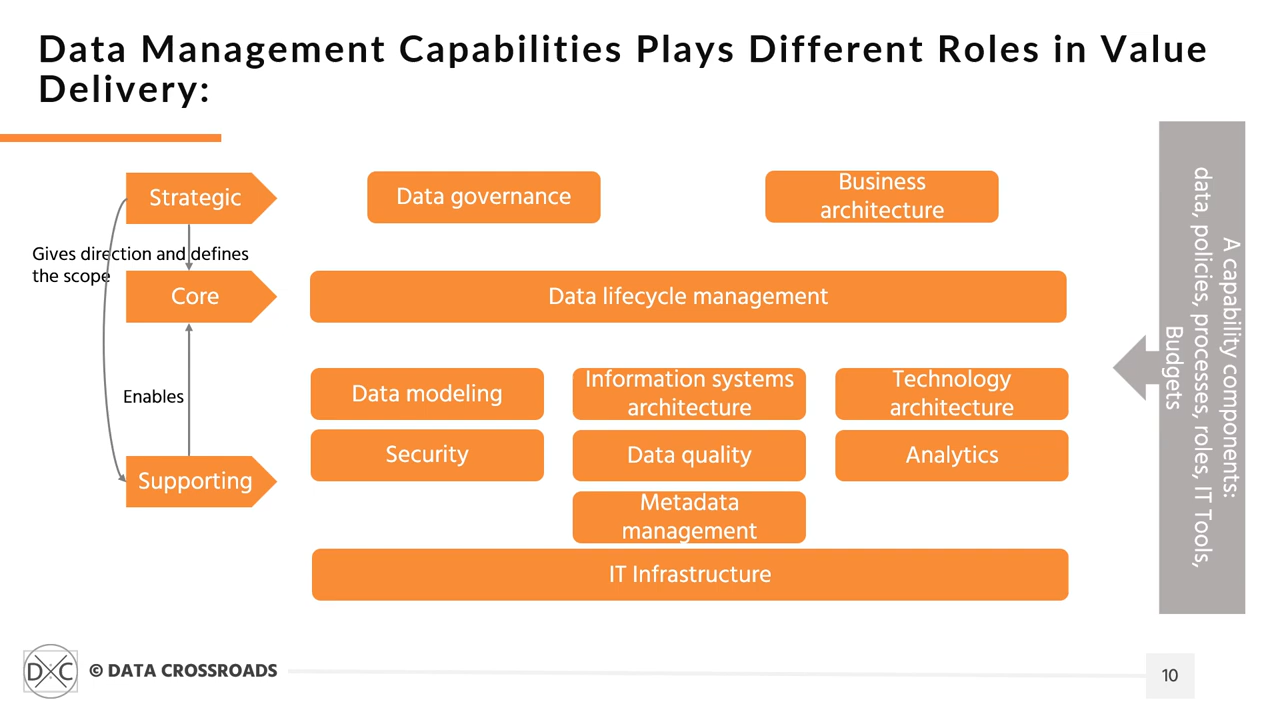 Data Management Capabilities Plays Different Roles in Value
Delivery:
Strategic
Data governance
Business
architecture
Gives direction and defines
the scope
Core
Data lifecycle management
Enables
Data modeling
Information systems
architecture
Technology
architecture
Security
Data quality
Analytics
Supporting
Metadata
management
IT Infrastructure
A capability components:
data, policies, processes, roles, IT Tools,
Budgets
DXC
© DATA CROSSROADS
10